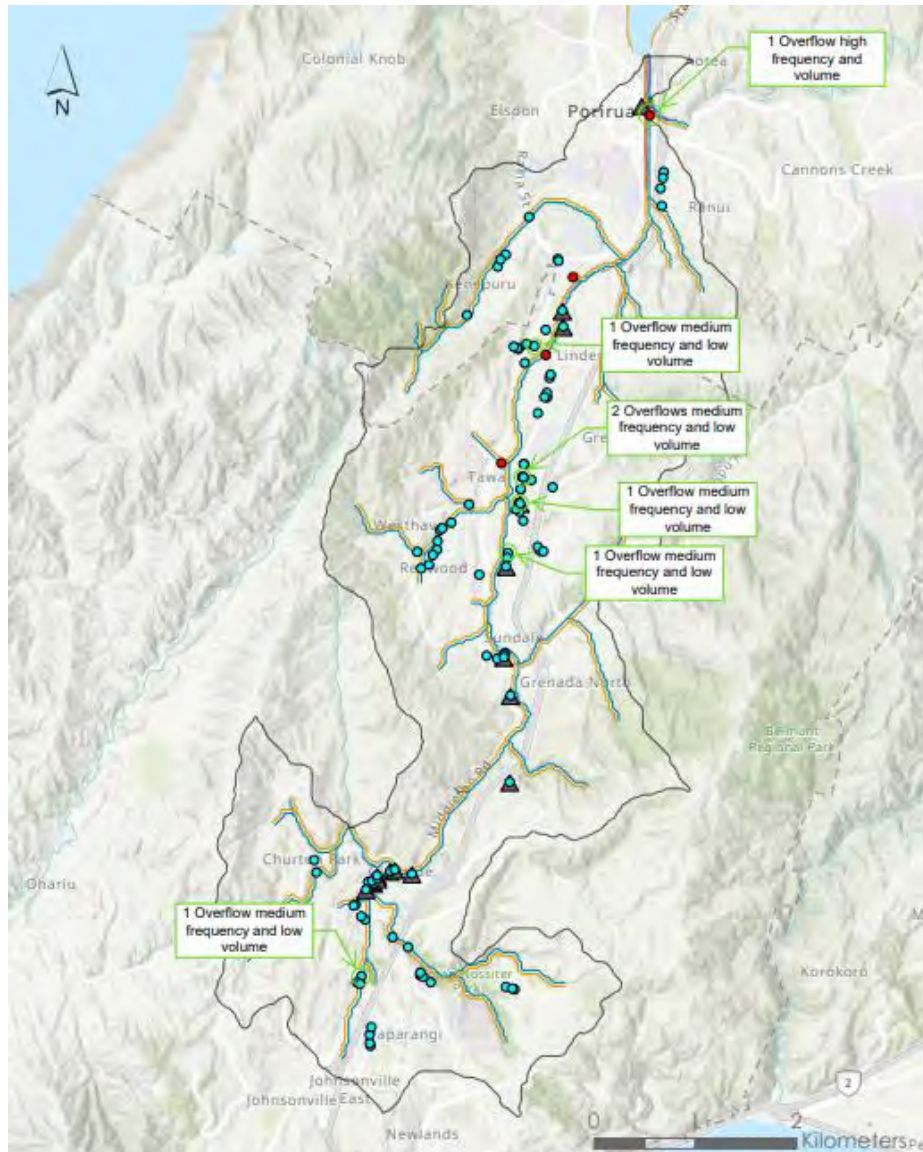 Colonial Knob
1 Overflow high
frequency and
volume
N
Elsdon
Porirua
Cannons Creek
Ranui
1 Overflow medium
frequency and low
volume
2 Overflows medium
frequency and low
volume
Tawa
1 Overflow medium
frequency and low
volume
1 Overflow medium
frequency and low
volume
Grenada North
Belmont
Regional Park
Middleton Rd
Churton Park
Ohariu
1 Overflow medium
frequency and low
volume
Korokoro
aparangi
Johnsonville
Johnsonville East
2
Newlands
0
1
2
Kilometers